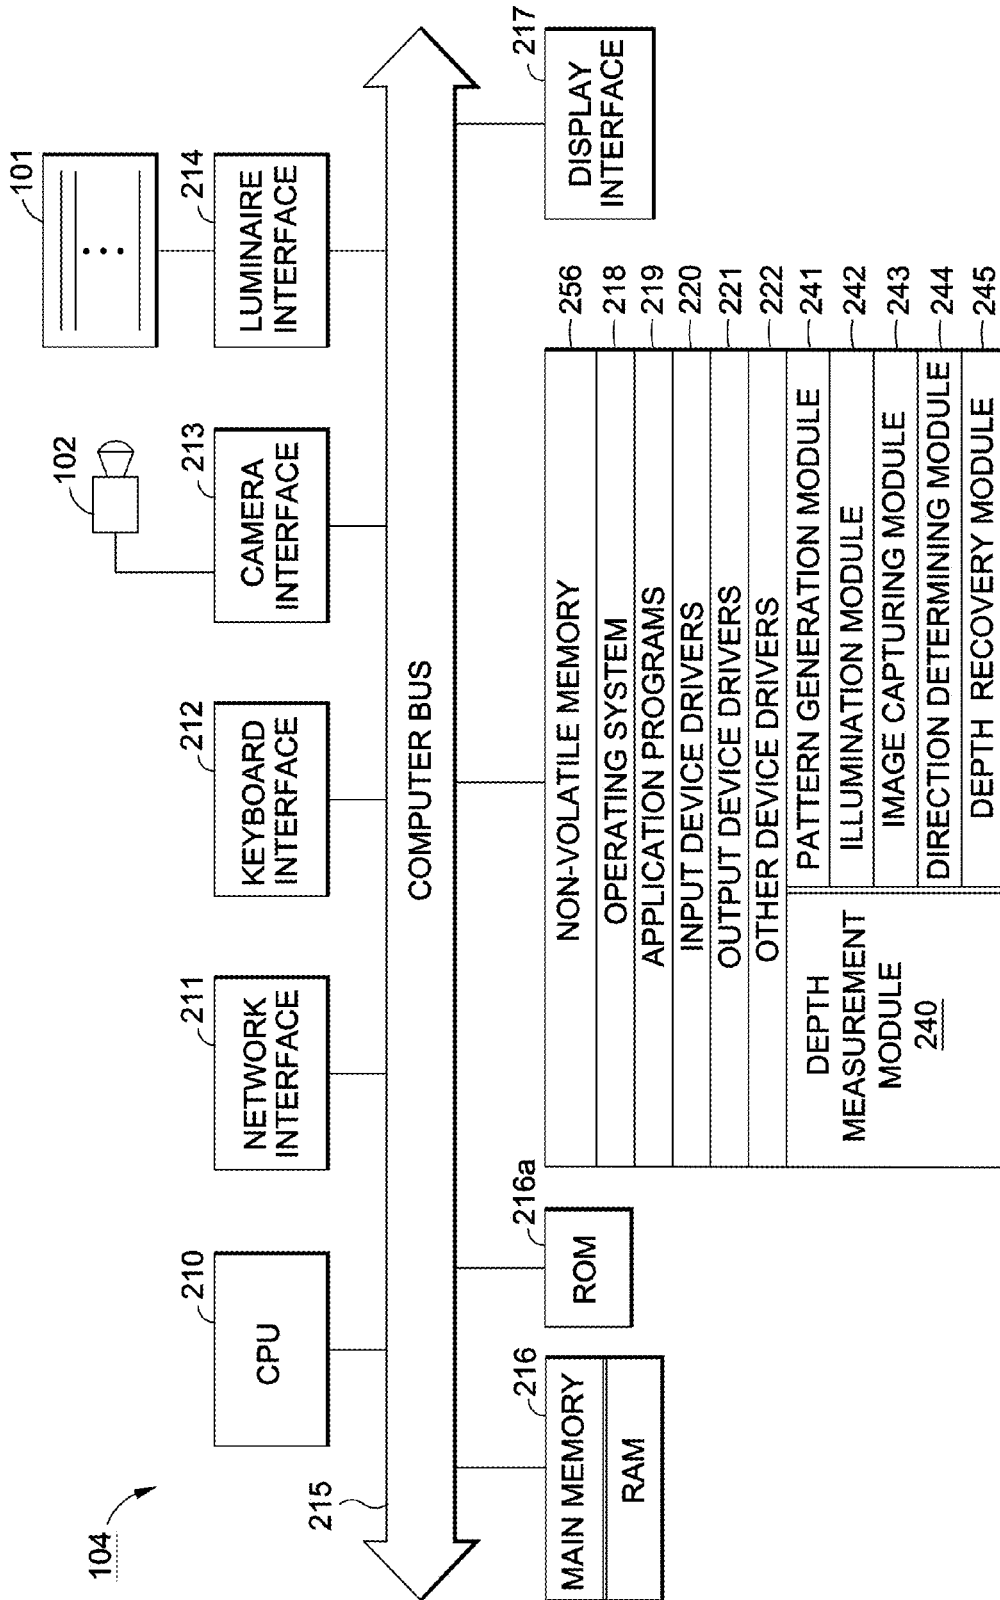 104
210
CPU
211
NETWORK
INTERFACE
212
KEYBOARD
INTERFACE
102
213
CAMERA
INTERFACE
101
214
LUMINAIRE
INTERFACE
215
COMPUTER BUS
216
MAIN MEMORY
RAM
216a
ROM
NON-VOLATILE MEMORY
256
OPERATING SYSTEM
218
APPLICATION PROGRAMS
219
INPUT DEVICE DRIVERS
220
OUTPUT DEVICE DRIVERS
221
OTHER DEVICE DRIVERS
222
DEPTH
MEASUREMENT
MODULE
240
PATTERN GENERATION MODULE
241
ILLUMINATION MODULE
242
IMAGE CAPTURING MODULE
243
DIRECTION DETERMINING MODULE
244
DEPTH RECOVERY MODULE
245
217
DISPLAY
INTERFACE